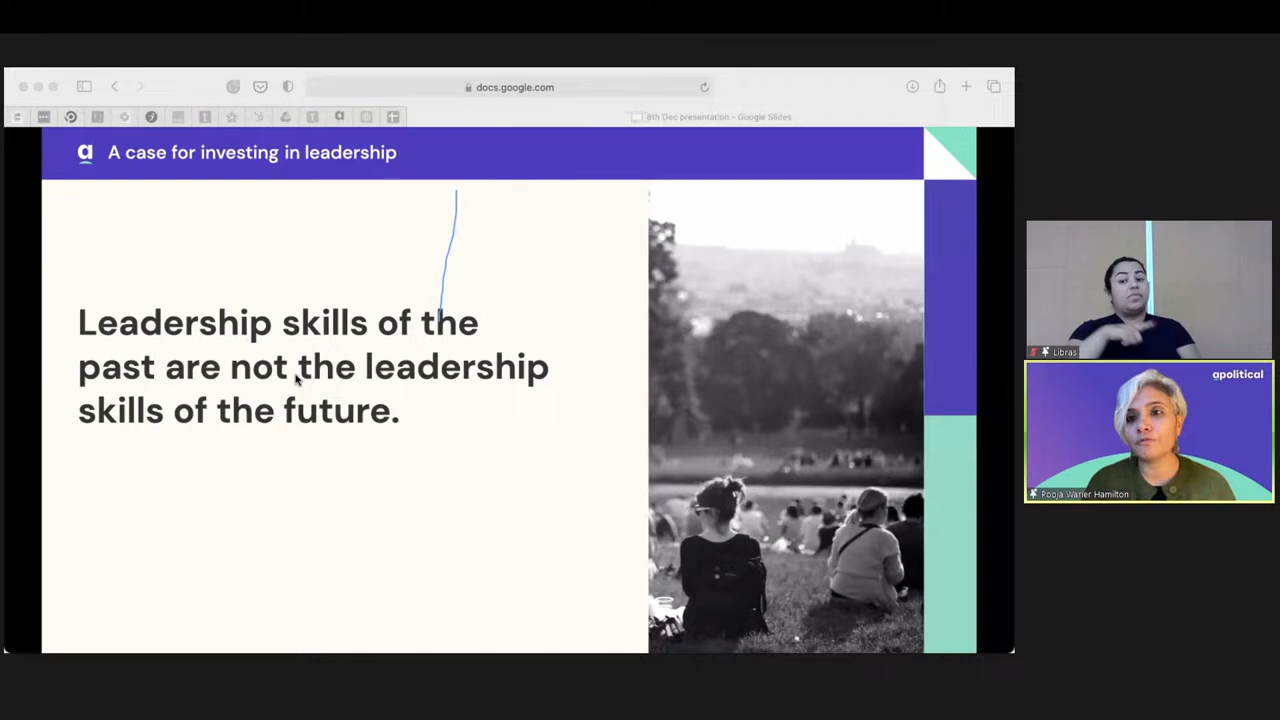 docs.google.com
8th Dec presentation - Google Slides
a A case for investing in leadership
Leadership skills of the
past are not the leadership
skills of the future.
Libras
apolitical
Pooja Warier Hamilton